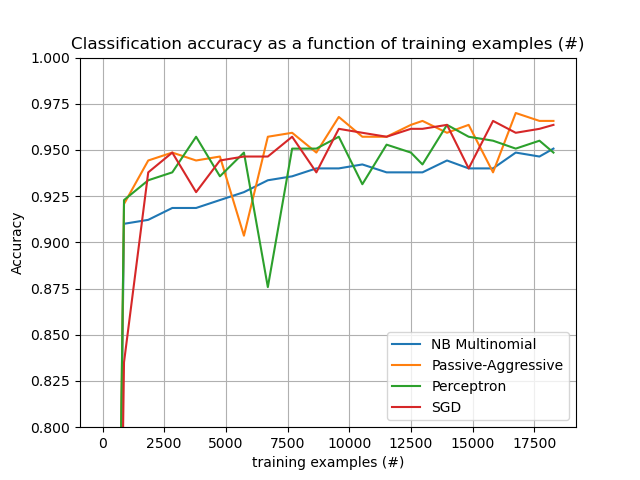 Classification accuracy as a function of training examples (#)
1.000
0.975
0.950
0.925
0.900
0.875
0.850
0.825
0.800
Accuracy
NB Multinomial
Passive-Aggressive
Perceptron
SGD
0 2500 5000 7500 10000 12500 15000 17500
training examples (#)